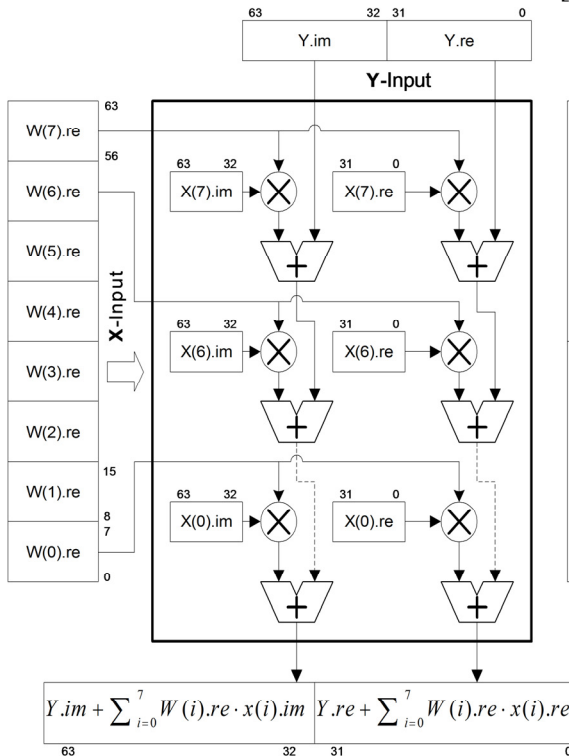 63 32 31 0
Y.im Y.re
Y-Input
63
W(7).re
56
W(6).re
W(5).re
W(4).re
W(3).re
W(2).re
15
W(1).re
8
7
W(0).re
0
X-Input
63 32 31 0
X(7).im X(7).re
+ +
63 32 31 0
X(6).im X(6).re
+ +
63 32 31 0
X(0).im X(0).re
+ +
Y.im + ∑ᵢ₌₀⁷ W(i).re · x(i).im Y.re + ∑ᵢ₌₀⁷ W(i).re · x(i).re
63 32 31 0